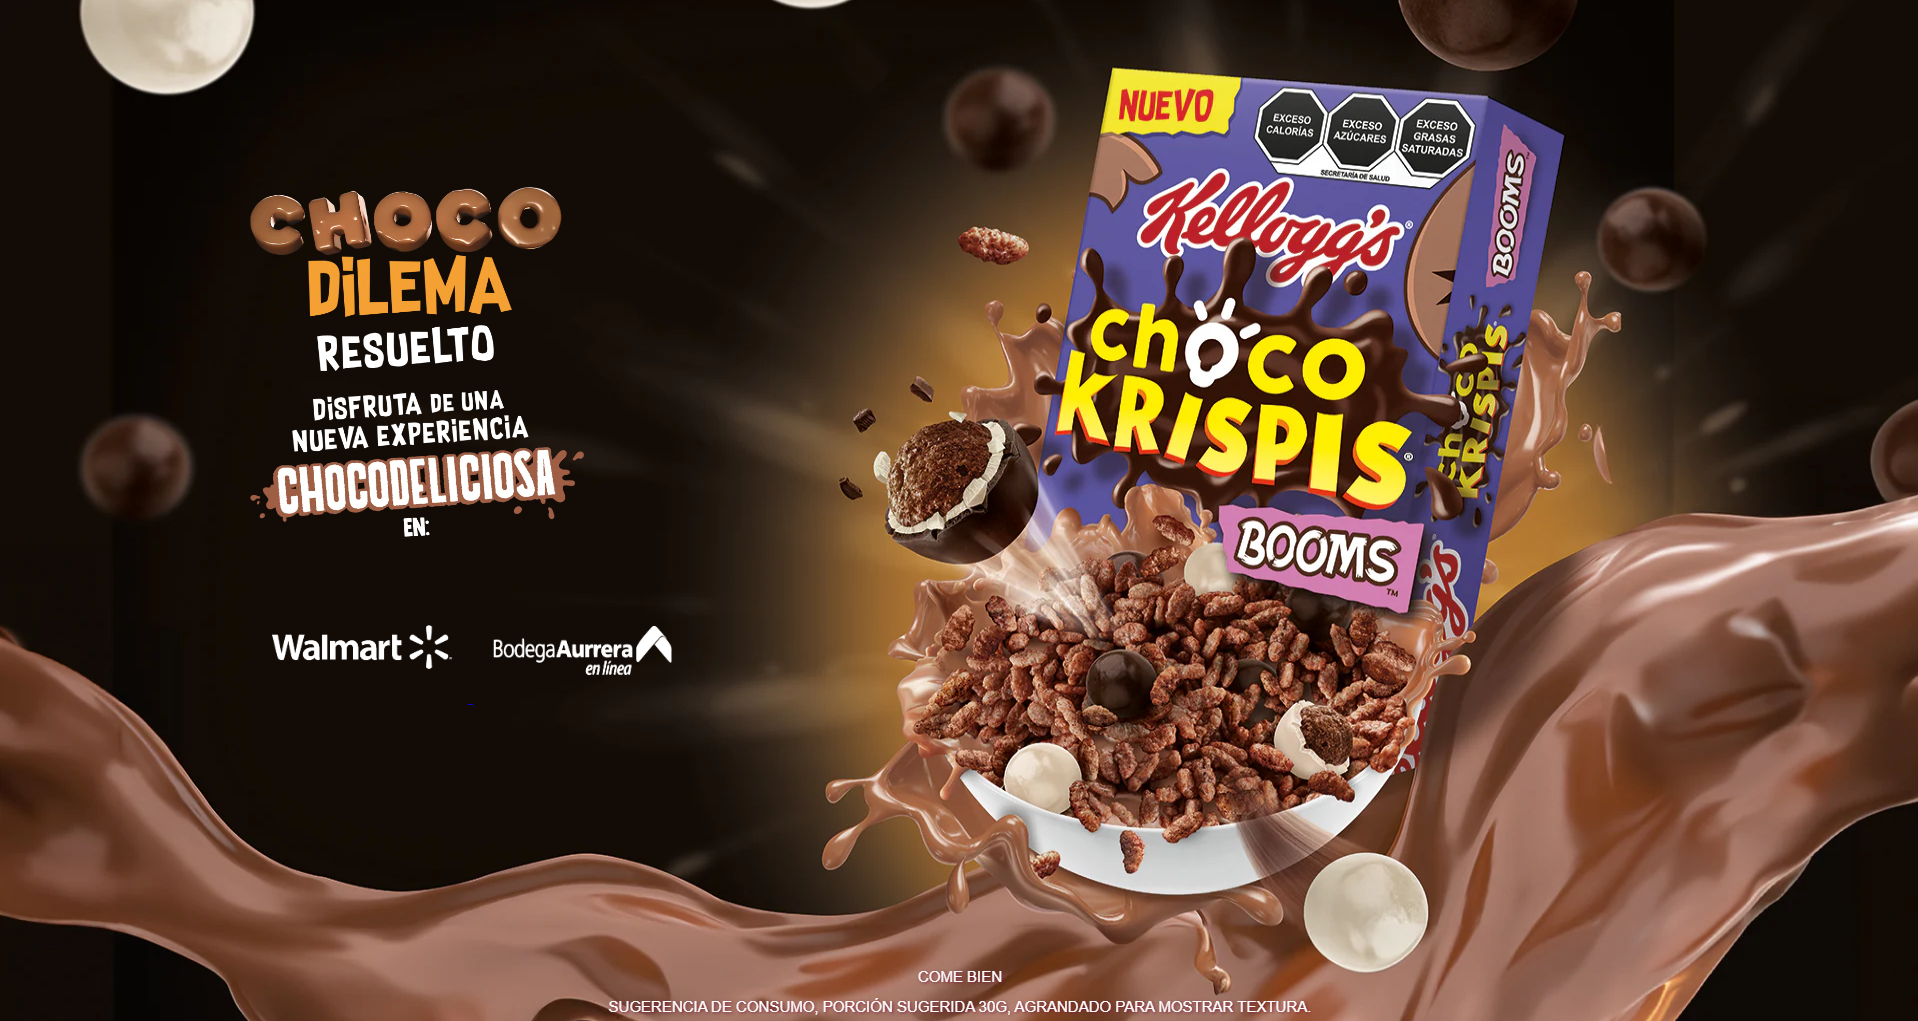 CHOCO
DiLEMA
RESUELTO
DiSFRUTA DE UNA
NUEVA EXPERiENCiA
CHOCODELICIOSA
EN:
Walmart
BodegaAurrera
en línea
NUEVO
EXCESO
CALORÍAS
EXCESO
AZÚCARES
EXCESO
GRASAS
SATURADAS
SECRETARÍA DE SALUD
Kellogg's®
choco
KRISPIS®
BOOMS™
BOOMS™
choco
KRISPIS
COME BIEN
SUGERENCIA DE CONSUMO, PORCIÓN SUGERIDA 30G, AGRANDADO PARA MOSTRAR TEXTURA.